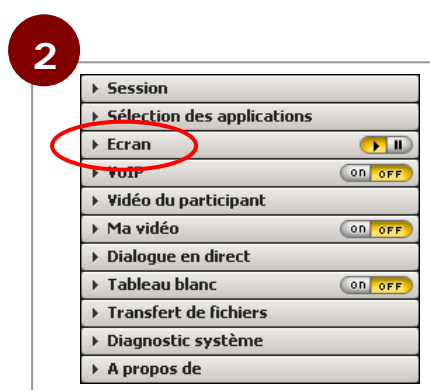 2
Session
Sélection des applications
Ecran
VoIP
on OFF
Vidéo du participant
Ma vidéo
on OFF
Dialogue en direct
Tableau blanc
on OFF
Transfert de fichiers
Diagnostic système
A propos de